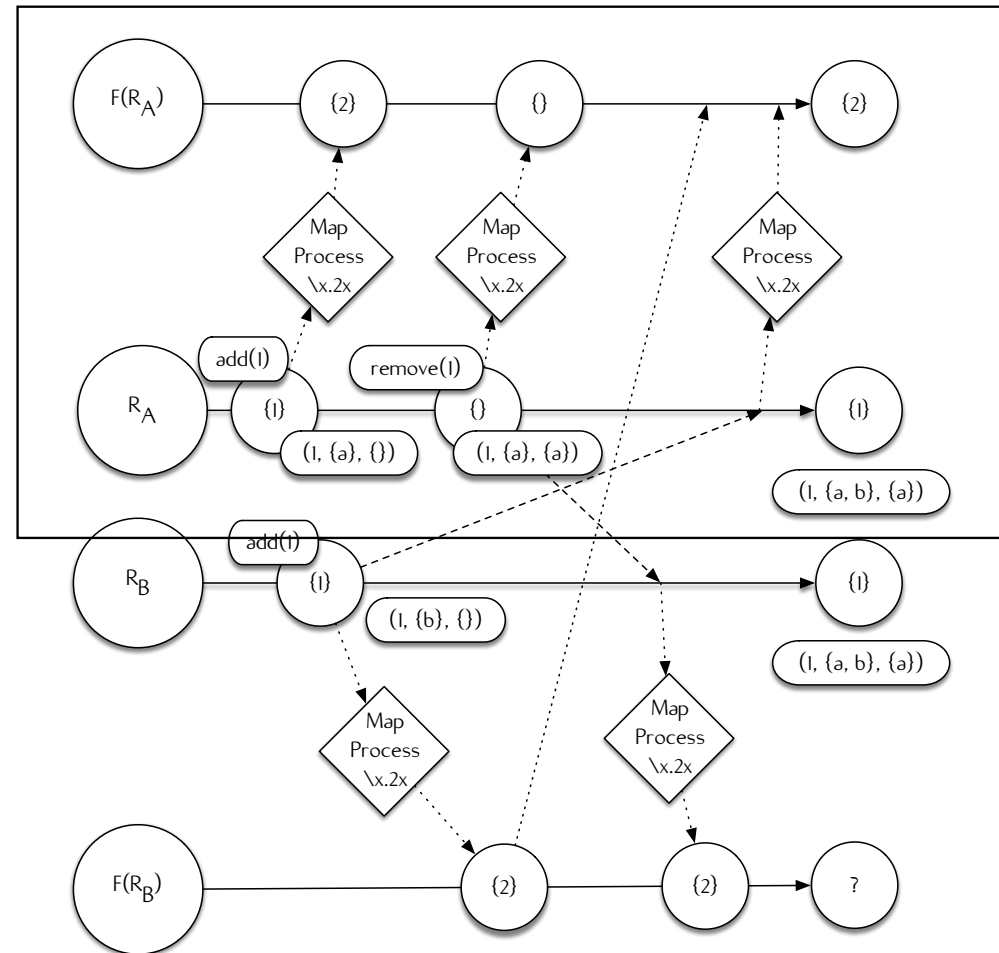 F(R_A)
{2}
{}
{2}
Map
Process
\x.2x
Map
Process
\x.2x
Map
Process
\x.2x
add(1)
remove(1)
R_A
{1}
{}
{1}
(1, {a}, {})
(1, {a}, {a})
(1, {a, b}, {a})
add(1)
R_B
{1}
{1}
(1, {b}, {})
(1, {a, b}, {a})
Map
Process
\x.2x
Map
Process
\x.2x
F(R_B)
{2}
{2}
?